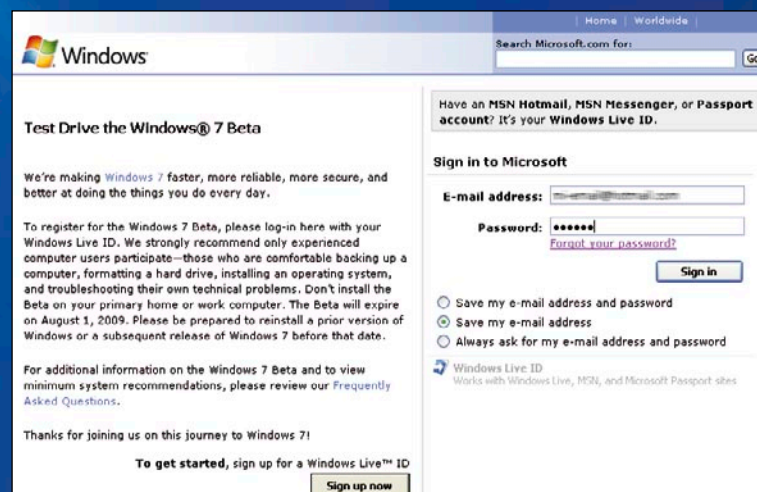 | Home | Worldwide |
Windows
Search Microsoft.com for:
Test Drive the Windows® 7 Beta
We're making Windows 7 faster, more reliable, more secure, and
better at doing the things you do every day.
To register for the Windows 7 Beta, please log-in here with your
Windows Live ID. We strongly recommend only experienced
computer users participate—those who are comfortable backing up a
computer, formatting a hard drive, installing an operating system,
and troubleshooting their own technical problems. Don't install the
Beta on your primary home or work computer. The Beta will expire
on August 1, 2009. Please be prepared to reinstall a prior version of
Windows or a subsequent release of Windows 7 before that date.
For additional information on the Windows 7 Beta and to view
minimum system recommendations, please review our Frequently
Asked Questions.
Thanks for joining us on this journey to Windows 7!
To get started, sign up for a Windows Live™ ID
Sign up now
Have an MSN Hotmail, MSN Messenger, or Passport
account? It's your Windows Live ID.
Sign in to Microsoft
E-mail address:
Password: ••••••
Forgot your password?
Sign in
Save my e-mail address and password
Save my e-mail address
Always ask for my e-mail address and password
Windows Live ID
Works with Windows Live, MSN, and Microsoft Passport sites